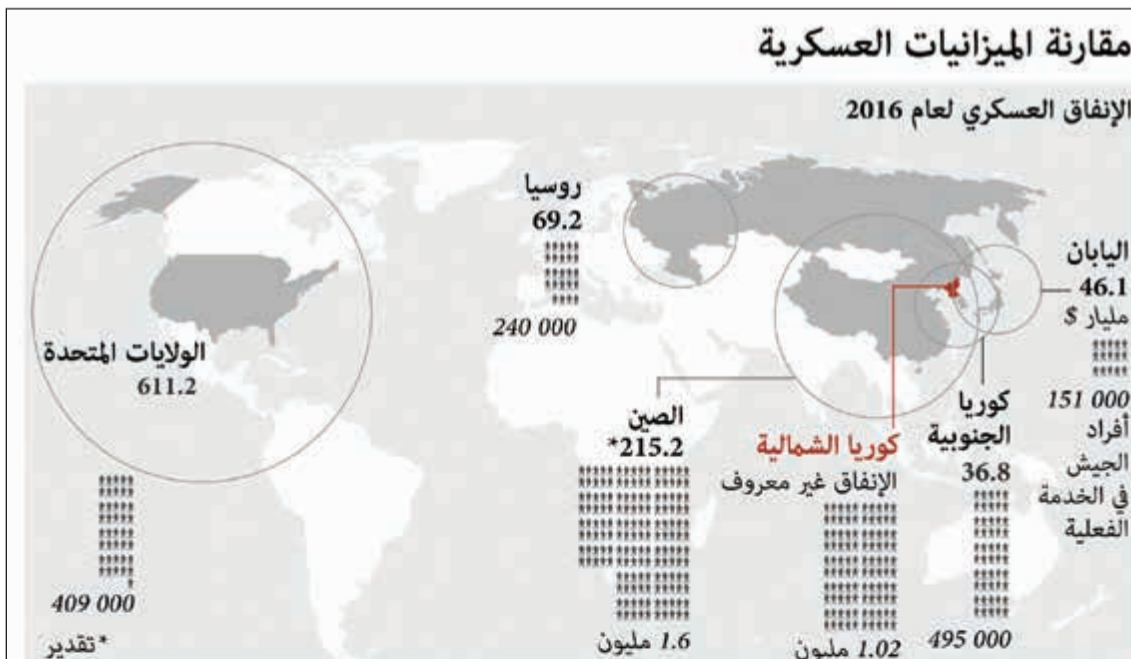 مقارنة الميزانيات العسكرية
الإنفاق العسكري لعام 2016
اليابان
46.1
مليار $
151 000
أفراد
الجيش
في الخدمة
الفعلية
كوريا
الجنوبية
36.8
495 000
كوريا الشمالية
الإنفاق غير معروف
1.02 مليون
الصين
215.2*
1.6 مليون
روسيا
69.2
240 000
الولايات المتحدة
611.2
409 000
*تقدير